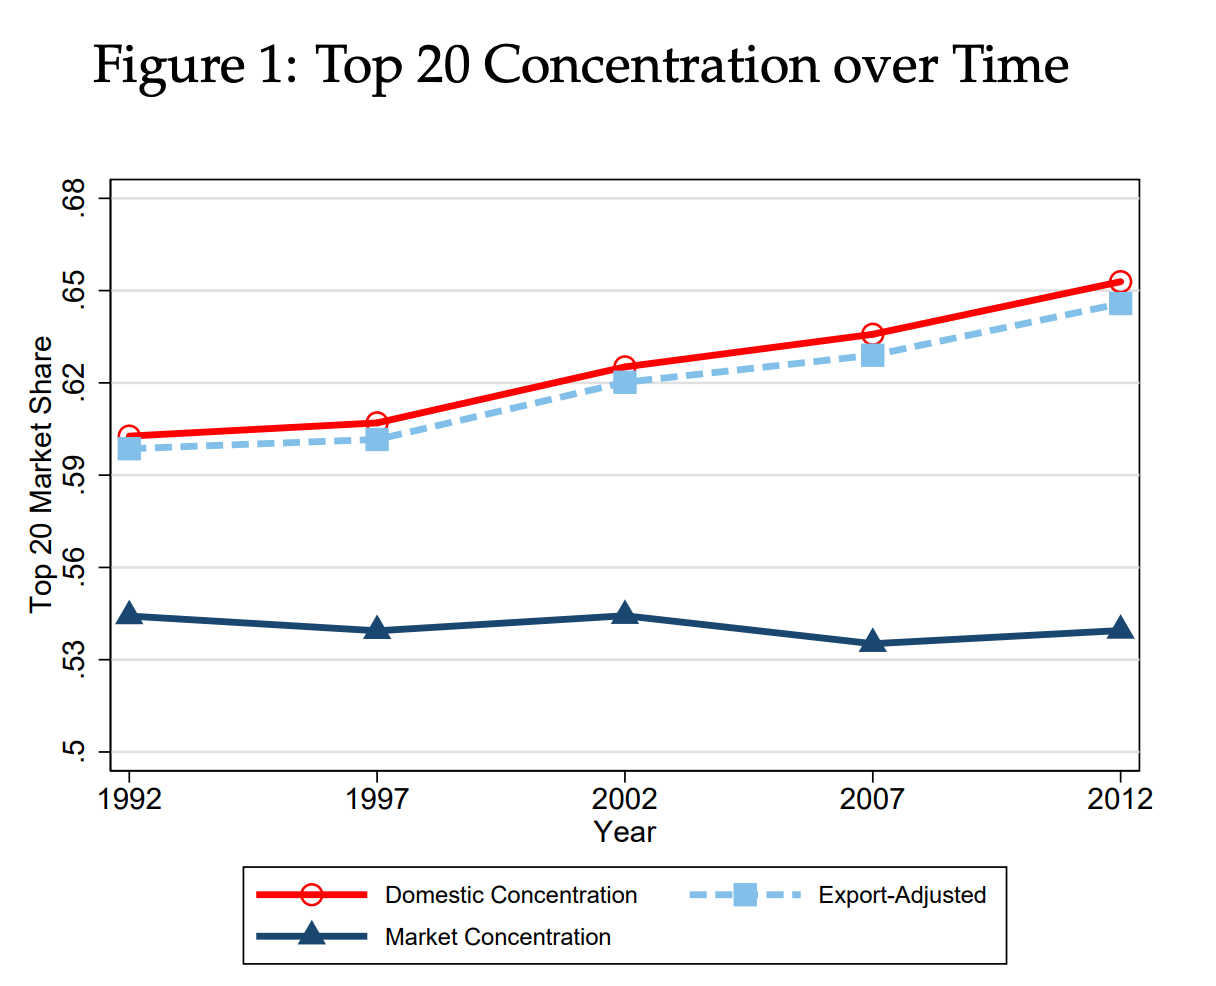 Figure 1: Top 20 Concentration over Time
Top 20 Market Share
.68
.65
.62
.59
.56
.53
.5
1992 1997 2002 2007 2012
Year
Domestic Concentration Export-Adjusted
Market Concentration